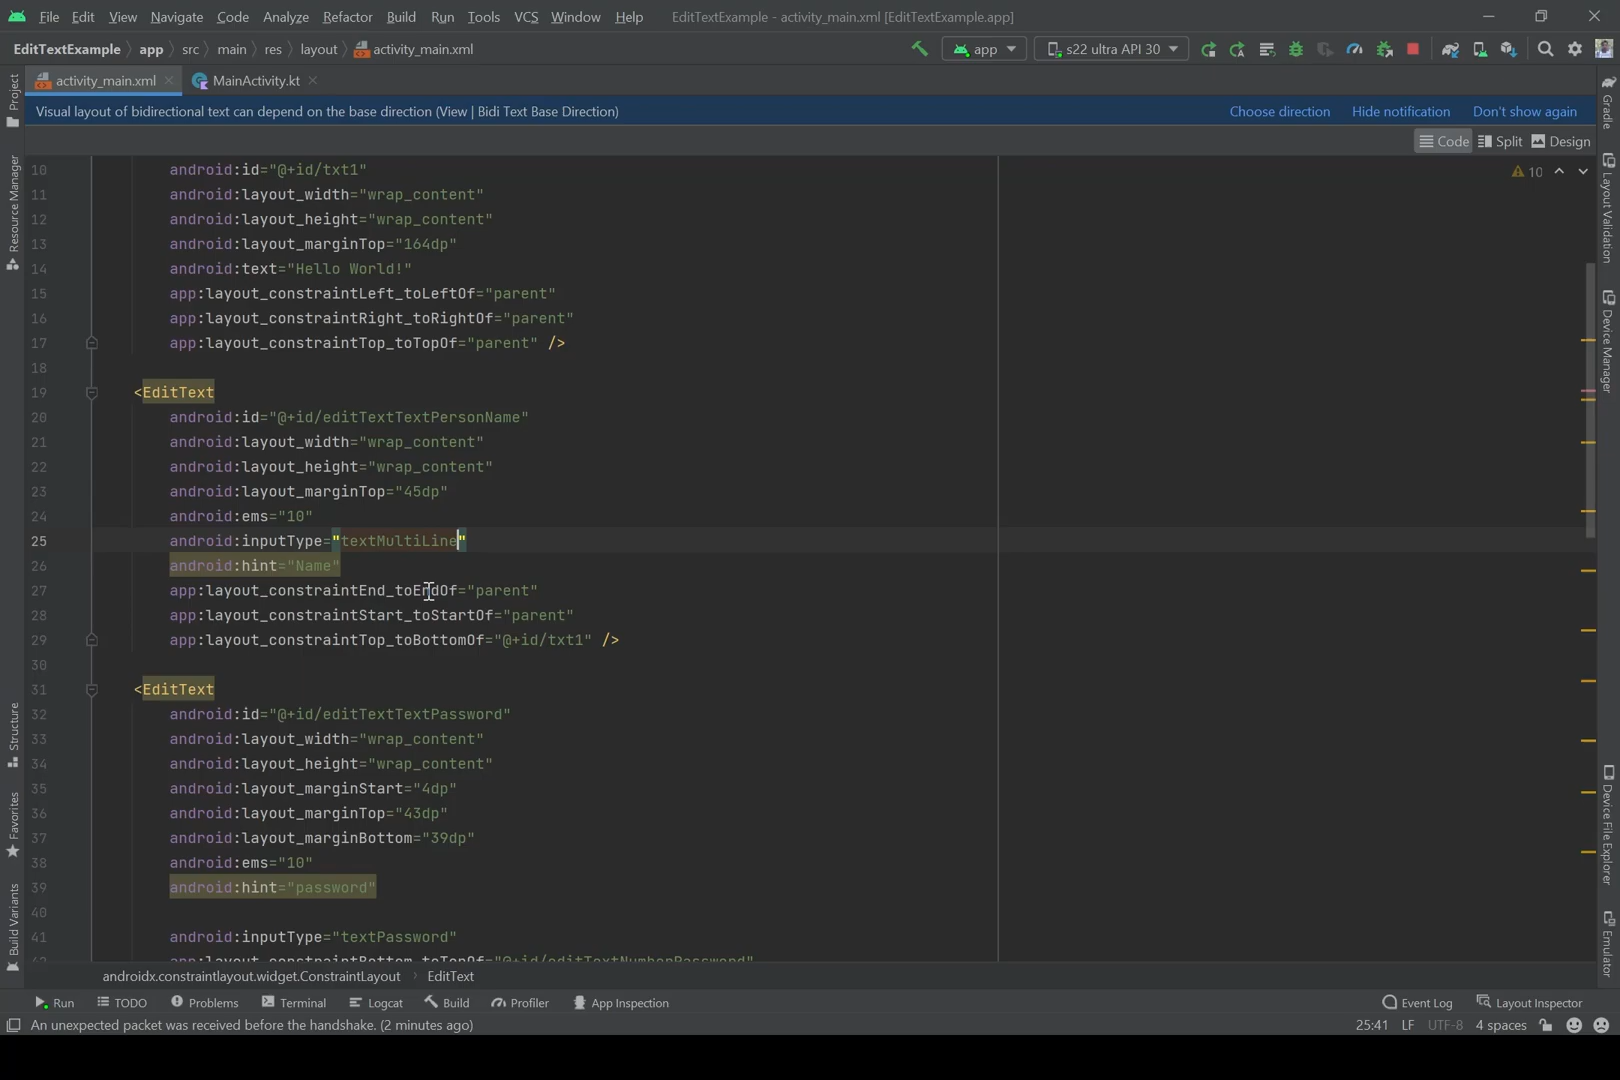 File Edit View Navigate Code Analyze Refactor Build Run Tools VCS Window Help EditTextExample - activity_main.xml [EditTextExample.app]
EditTextExample app src main res layout activity_main.xml app s22 ultra API 30
activity_main.xml MainActivity.kt
Visual layout of bidirectional text can depend on the base direction (View | Bidi Text Base Direction) Choose direction Hide notification Don't show again
Code Split Design
10
10 android:id="@+id/txt1"
11 android:layout_width="wrap_content"
12 android:layout_height="wrap_content"
13 android:layout_marginTop="164dp"
14 android:text="Hello World!"
15 app:layout_constraintLeft_toLeftOf="parent"
16 app:layout_constraintRight_toRightOf="parent"
17 app:layout_constraintTop_toTopOf="parent" />
18
19 <EditText
20 android:id="@+id/editTextTextPersonName"
21 android:layout_width="wrap_content"
22 android:layout_height="wrap_content"
23 android:layout_marginTop="45dp"
24 android:ems="10"
25 android:inputType="textMultiLine"
26 android:hint="Name"
27 app:layout_constraintEnd_toEndOf="parent"
28 app:layout_constraintStart_toStartOf="parent"
29 app:layout_constraintTop_toBottomOf="@+id/txt1" />
30
31 <EditText
32 android:id="@+id/editTextTextPassword"
33 android:layout_width="wrap_content"
34 android:layout_height="wrap_content"
35 android:layout_marginStart="4dp"
36 android:layout_marginTop="43dp"
37 android:layout_marginBottom="39dp"
38 android:ems="10"
39 android:hint="password"
40
41 android:inputType="textPassword"
42 app:layout_constraintBottom_toTopOf="@+id/editTextNumberPassword"
androidx.constraintlayout.widget.ConstraintLayout EditText
Run TODO Problems Terminal Logcat Build Profiler App Inspection Event Log Layout Inspector
An unexpected packet was received before the handshake. (2 minutes ago) 25:41 LF UTF-8 4 spaces
Project
Resource Manager
Structure
Favorites
Build Variants
Gradle
Layout Validation
Device Manager
Device File Explorer
Emulator